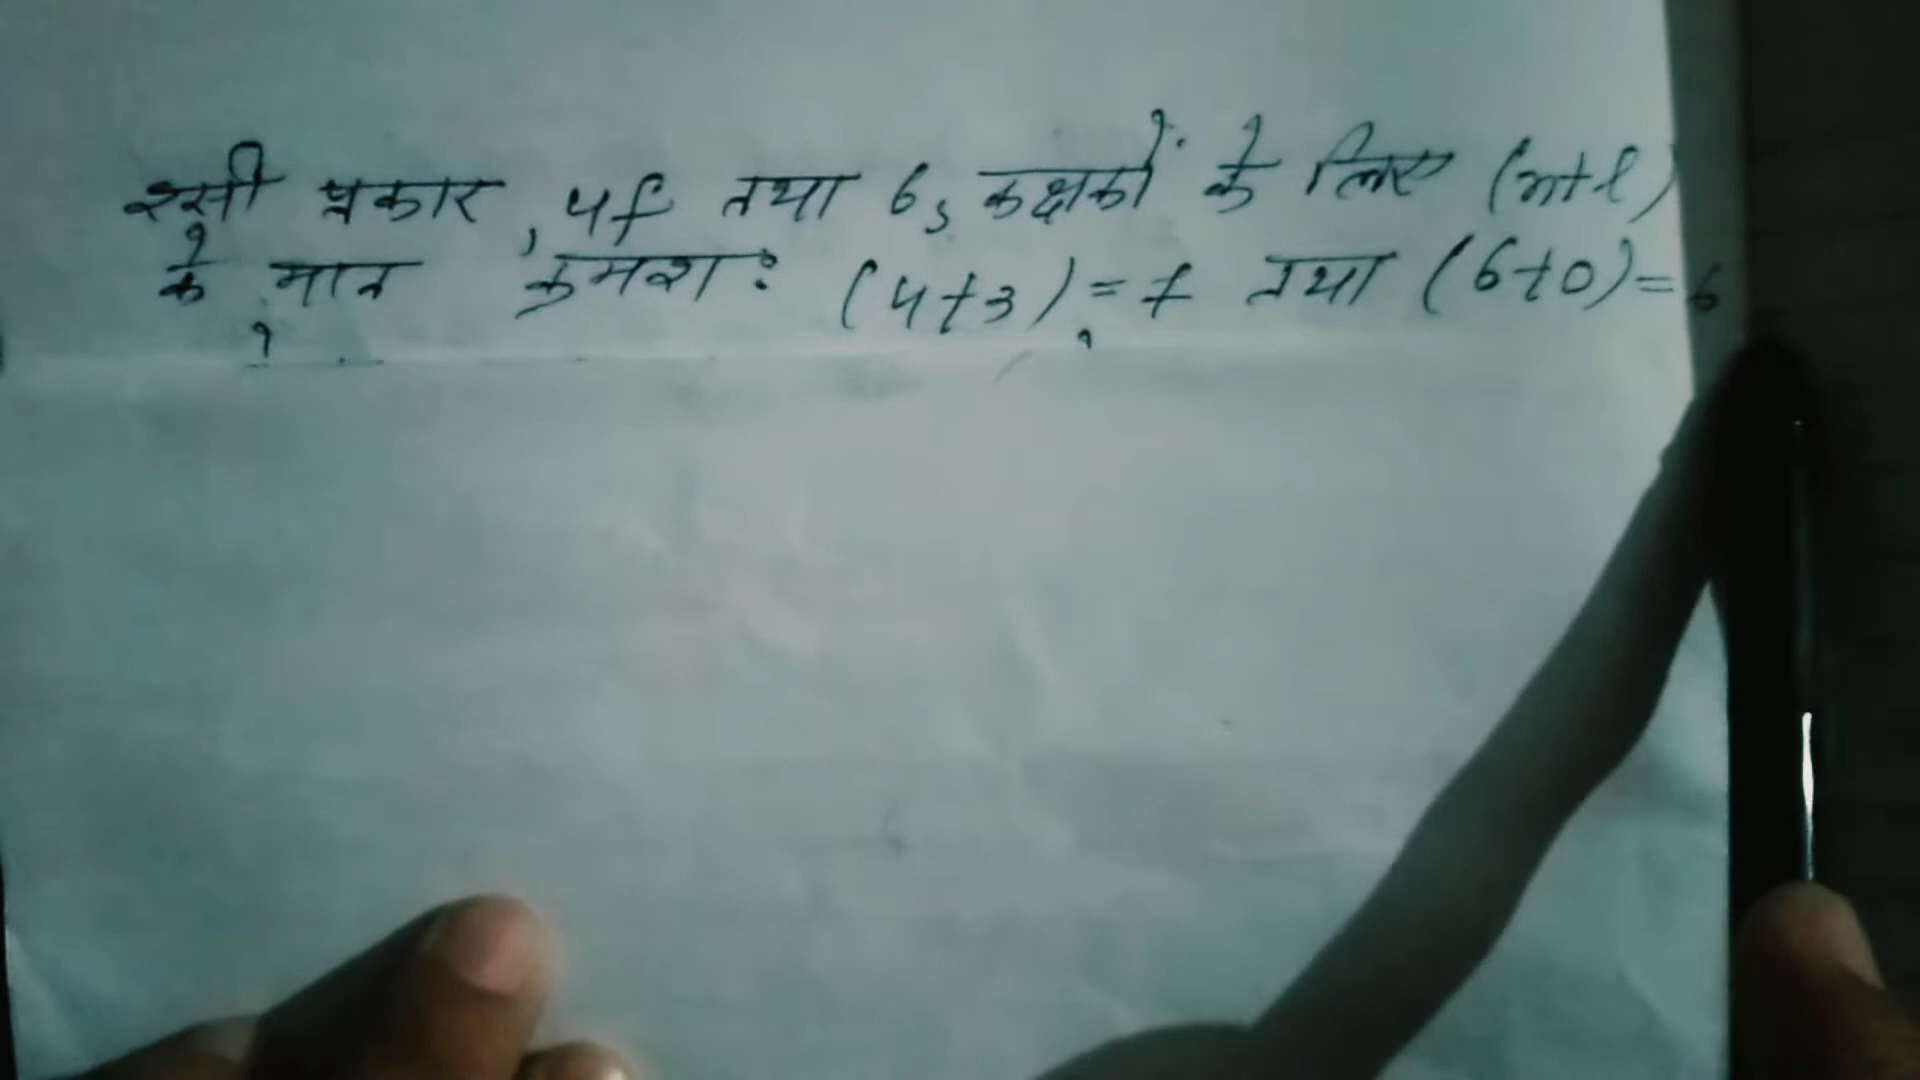 इसी प्रकार, 4f तथा 6s कक्षकों के लिए (n+l)
के मान क्रमश: (4+3)=7 तथा (6+0)=6